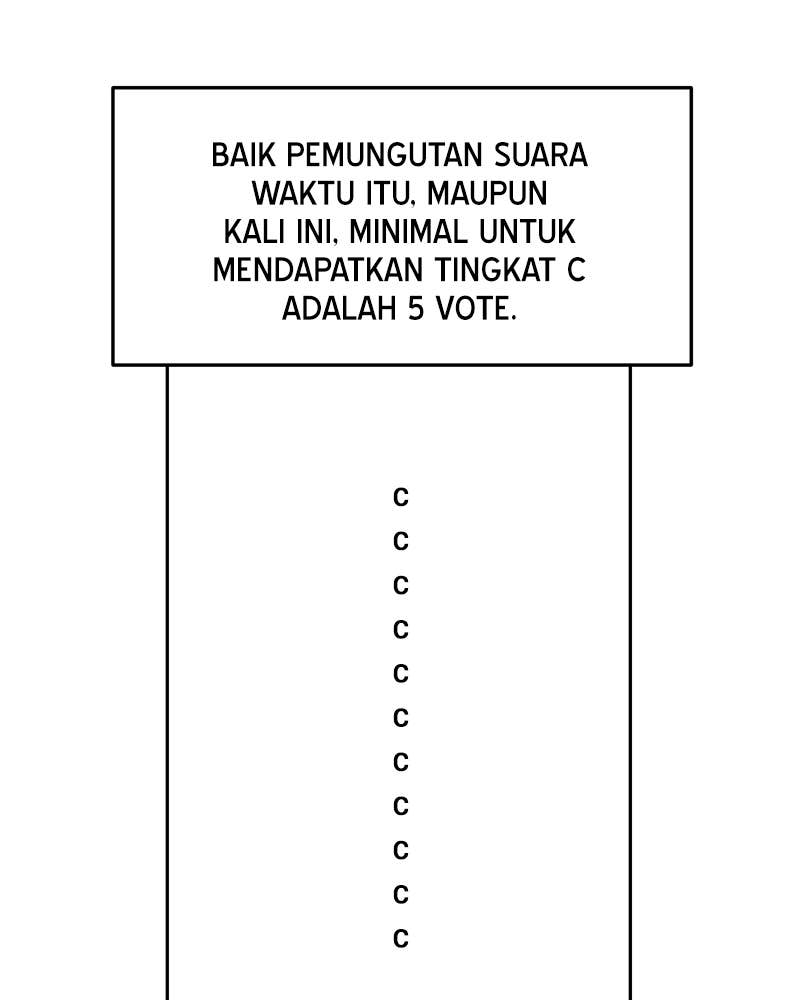 BAIK PEMUNGUTAN SUARA
WAKTU ITU, MAUPUN
KALI INI, MINIMAL UNTUK
MENDAPATKAN TINGKAT C
ADALAH 5 VOTE.
C
C
C
C
C
C
C
C
C
C
C